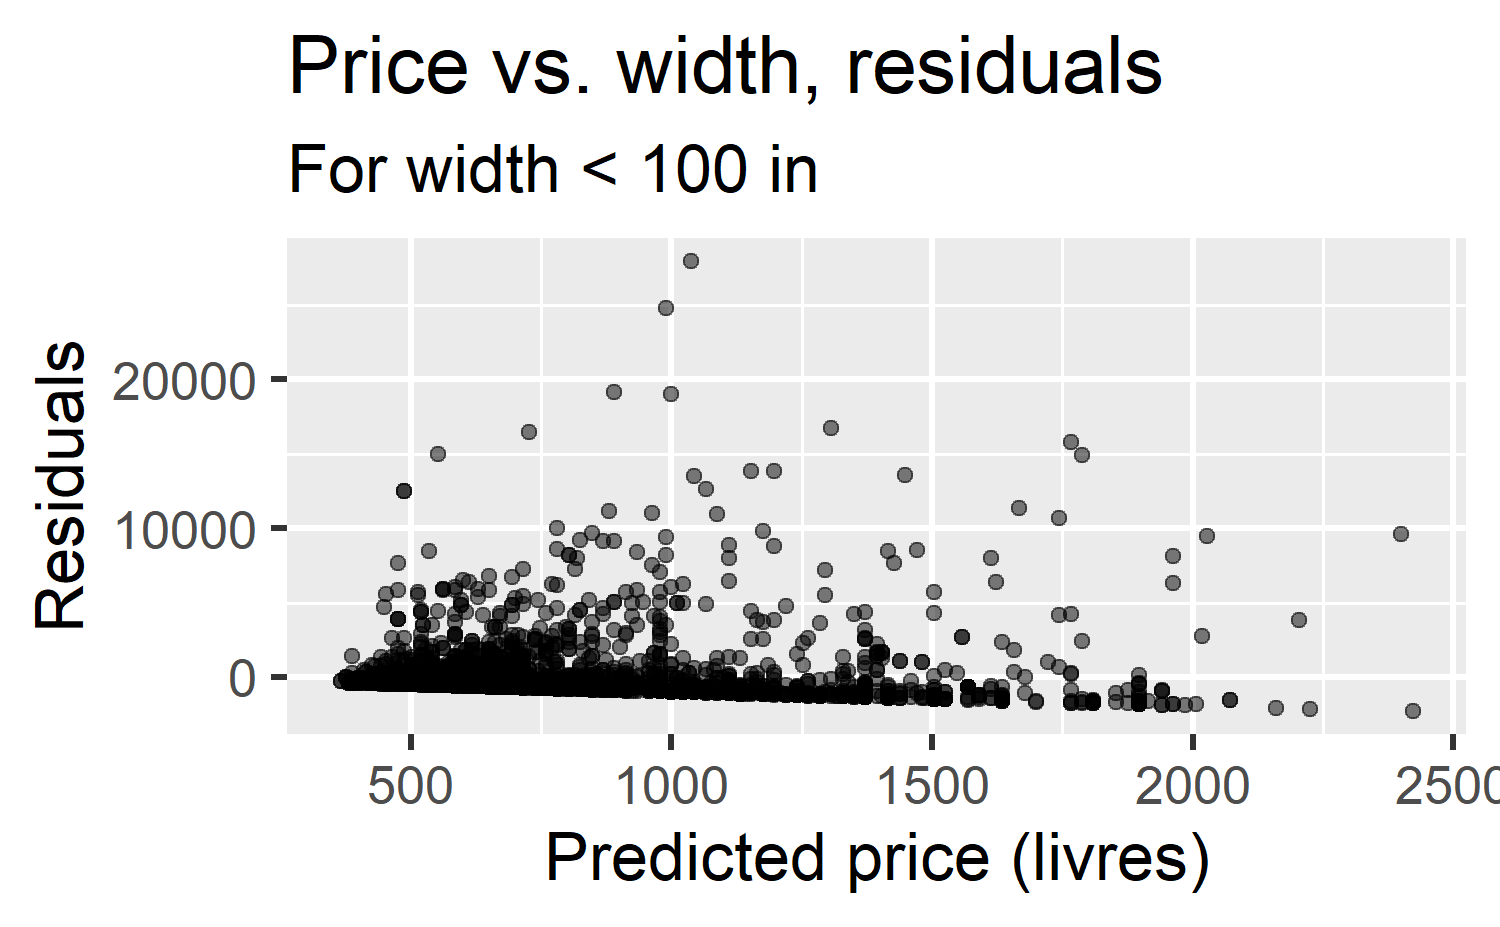 Price vs. width, residuals
For width < 100 in
Residuals
20000
10000
0
500 1000 1500 2000 2500
Predicted price (livres)